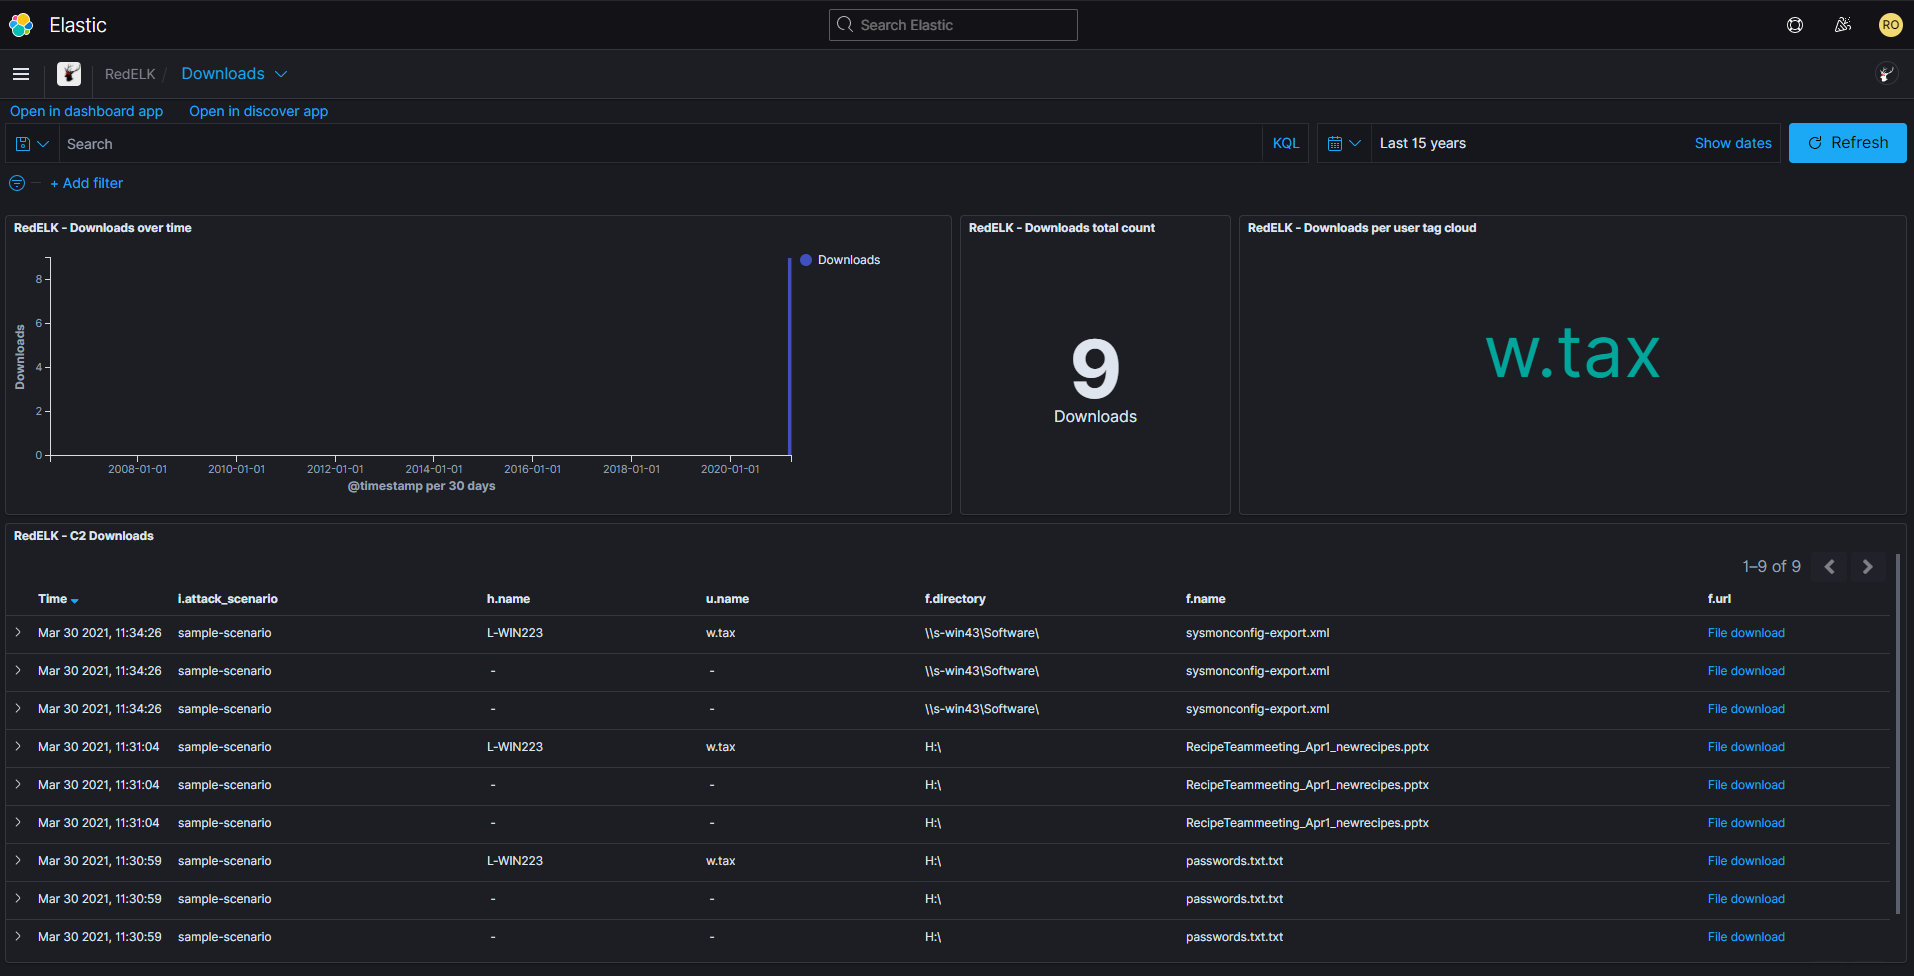 Elastic
Search Elastic
RO
RedELK / Downloads
Open in dashboard app Open in discover app
Search KQL Last 15 years Show dates Refresh
+ Add filter
RedELK - Downloads over time
Downloads
8
6
4
2
0
Downloads
2008-01-01 2010-01-01 2012-01-01 2014-01-01 2016-01-01 2018-01-01 2020-01-01
@timestamp per 30 days
RedELK - Downloads total count
9
Downloads
RedELK - Downloads per user tag cloud
w.tax
RedELK - C2 Downloads
1–9 of 9
Time i.attack_scenario h.name u.name f.directory f.name f.url
Mar 30 2021, 11:34:26 sample-scenario L-WIN223 w.tax \\s-win43\Software\ sysmonconfig-export.xml File download
Mar 30 2021, 11:34:26 sample-scenario - - \\s-win43\Software\ sysmonconfig-export.xml File download
Mar 30 2021, 11:34:26 sample-scenario - - \\s-win43\Software\ sysmonconfig-export.xml File download
Mar 30 2021, 11:31:04 sample-scenario L-WIN223 w.tax H:\ RecipeTeammeeting_Apr1_newrecipes.pptx File download
Mar 30 2021, 11:31:04 sample-scenario - - H:\ RecipeTeammeeting_Apr1_newrecipes.pptx File download
Mar 30 2021, 11:31:04 sample-scenario - - H:\ RecipeTeammeeting_Apr1_newrecipes.pptx File download
Mar 30 2021, 11:30:59 sample-scenario L-WIN223 w.tax H:\ passwords.txt.txt File download
Mar 30 2021, 11:30:59 sample-scenario - - H:\ passwords.txt.txt File download
Mar 30 2021, 11:30:59 sample-scenario - - H:\ passwords.txt.txt File download